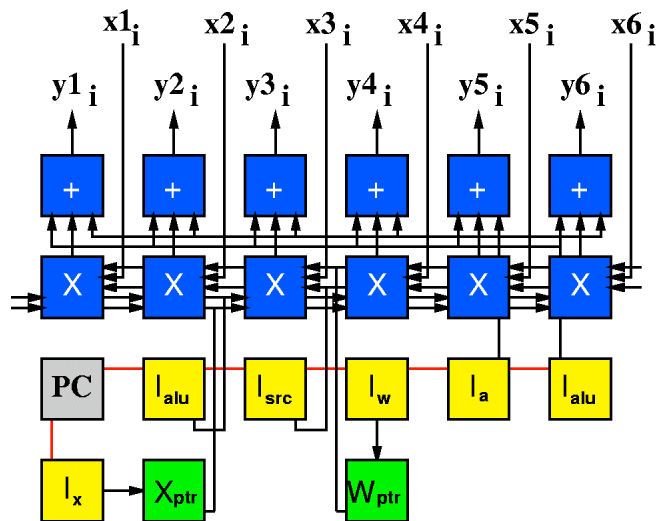 x1i x2i x3i x4i x5i x6i
y1i y2i y3i y4i y5i y6i
+ + + + + +
X X X X X X
PC Ialu Isrc Iw Ia Ialu
Ix Xptr Wptr